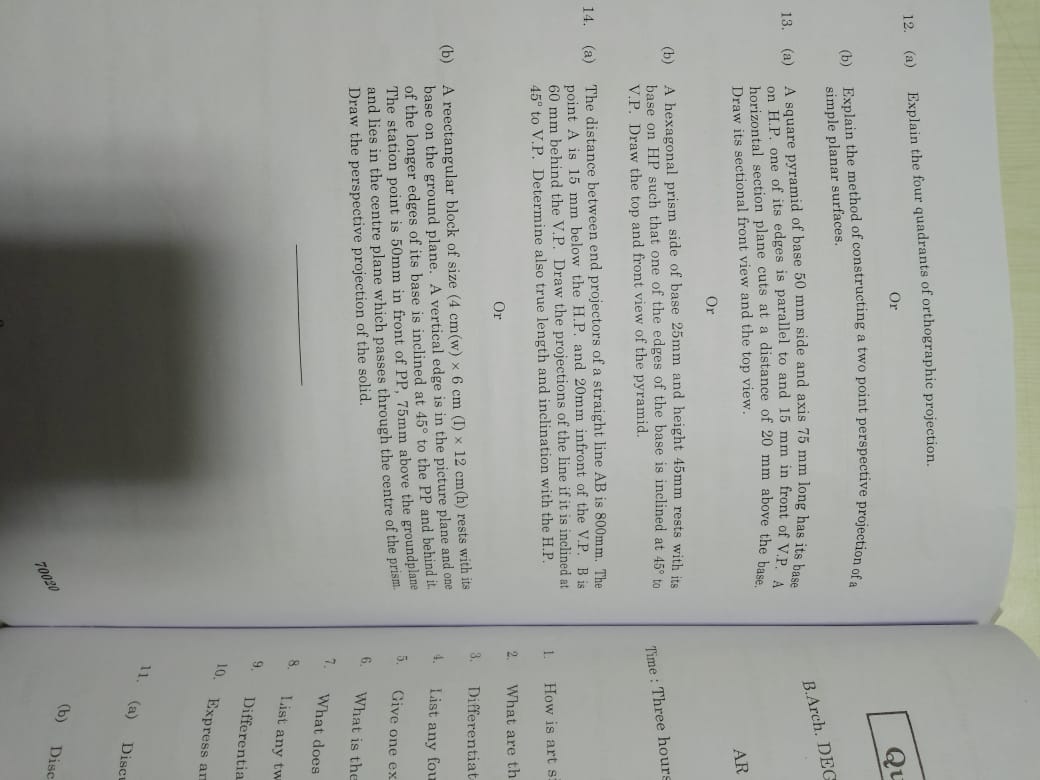 12. (a) Explain the four quadrants of orthographic projection.
Or
(b) Explain the method of constructing a two point perspective projection of a
simple planar surfaces.
13. (a) A square pyramid of base 50 mm side and axis 75 mm long has its base
on H.P. one of its edges is parallel to and 15 mm in front of V.P. A
horizontal section plane cuts at a distance of 20 mm above the base.
Draw its sectional front view and the top view.
Or
(b) A hexagonal prism side of base 25mm and height 45mm rests with its
base on HP such that one of the edges of the base is inclined at 45° to
V.P. Draw the top and front view of the pyramid.
14. (a) The distance between end projectors of a straight line AB is 800mm. The
point A is 15 mm below the H.P. and 20mm infront of the V.P. B is
60 mm behind the V.P. Draw the projections of the line if it is inclined at
45° to V.P. Determine also true length and inclination with the H.P.
Or
(b) A reectangular block of size (4 cm(w) × 6 cm (l) × 12 cm(h) rests with its
base on the ground plane. A vertical edge is in the picture plane and one
of the longer edges of its base is inclined at 45° to the PP and behind it.
The station point is 50mm in front of PP, 75mm above the groundplane
and lies in the centre plane which passes through the centre of the prism.
Draw the perspective projection of the solid.
70020
B.Arch. DEG
AR
Time : Three hours
1. How is art
2. What are
3.
4. List any
5. Give one
6. What is
7. What does
8. List any
9.
10. Express
11. (a)
(b)